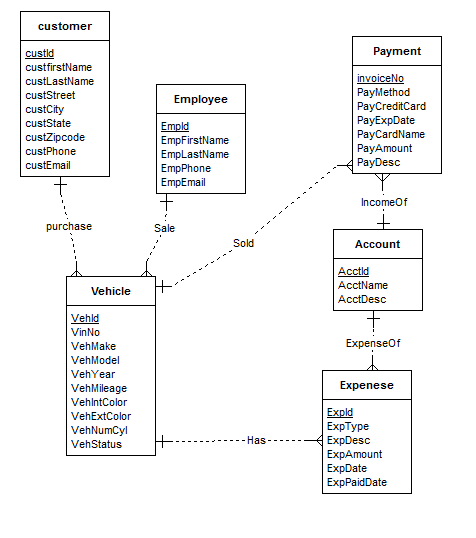 customer
custId
custfirstName
custLastName
custStreet
custCity
custState
custZipcode
custPhone
custEmail
Employee
EmpId
EmpFirstName
EmpLastName
EmpPhone
EmpEmail
Payment
invoiceNo
PayMethod
PayCreditCard
PayExpDate
PayCardName
PayAmount
PayDesc
purchase
Sale
Sold
IncomeOf
Account
AcctId
AcctName
AcctDesc
Vehicle
VehId
VinNo
VehMake
VehModel
VehYear
VehMileage
VehIntColor
VehExtColor
VehNumCyl
VehStatus
ExpenseOf
Has
Expenese
ExpId
ExpType
ExpDesc
ExpAmount
ExpDate
ExpPaidDate